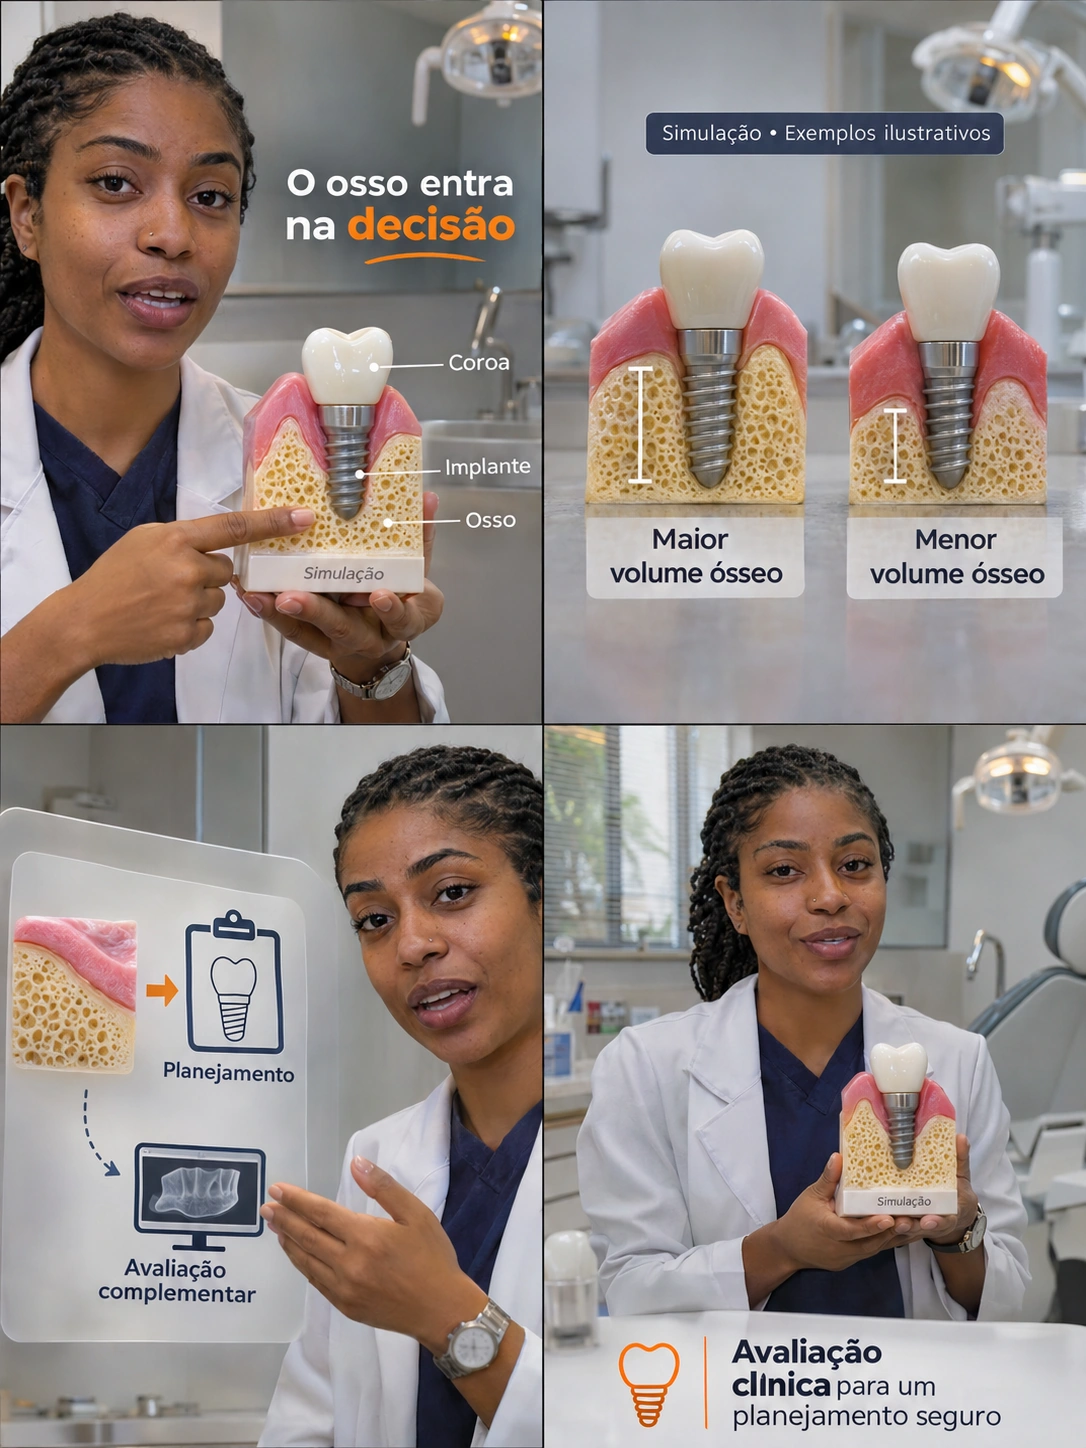 O osso entra
na decisão
Coroa
Implante
Osso
Simulação
Simulação • Exemplos ilustrativos
Maior
volume ósseo
Menor
volume ósseo
Planejamento
Avaliação
complementar
Simulação
Avaliação
clínica para um
planejamento seguro